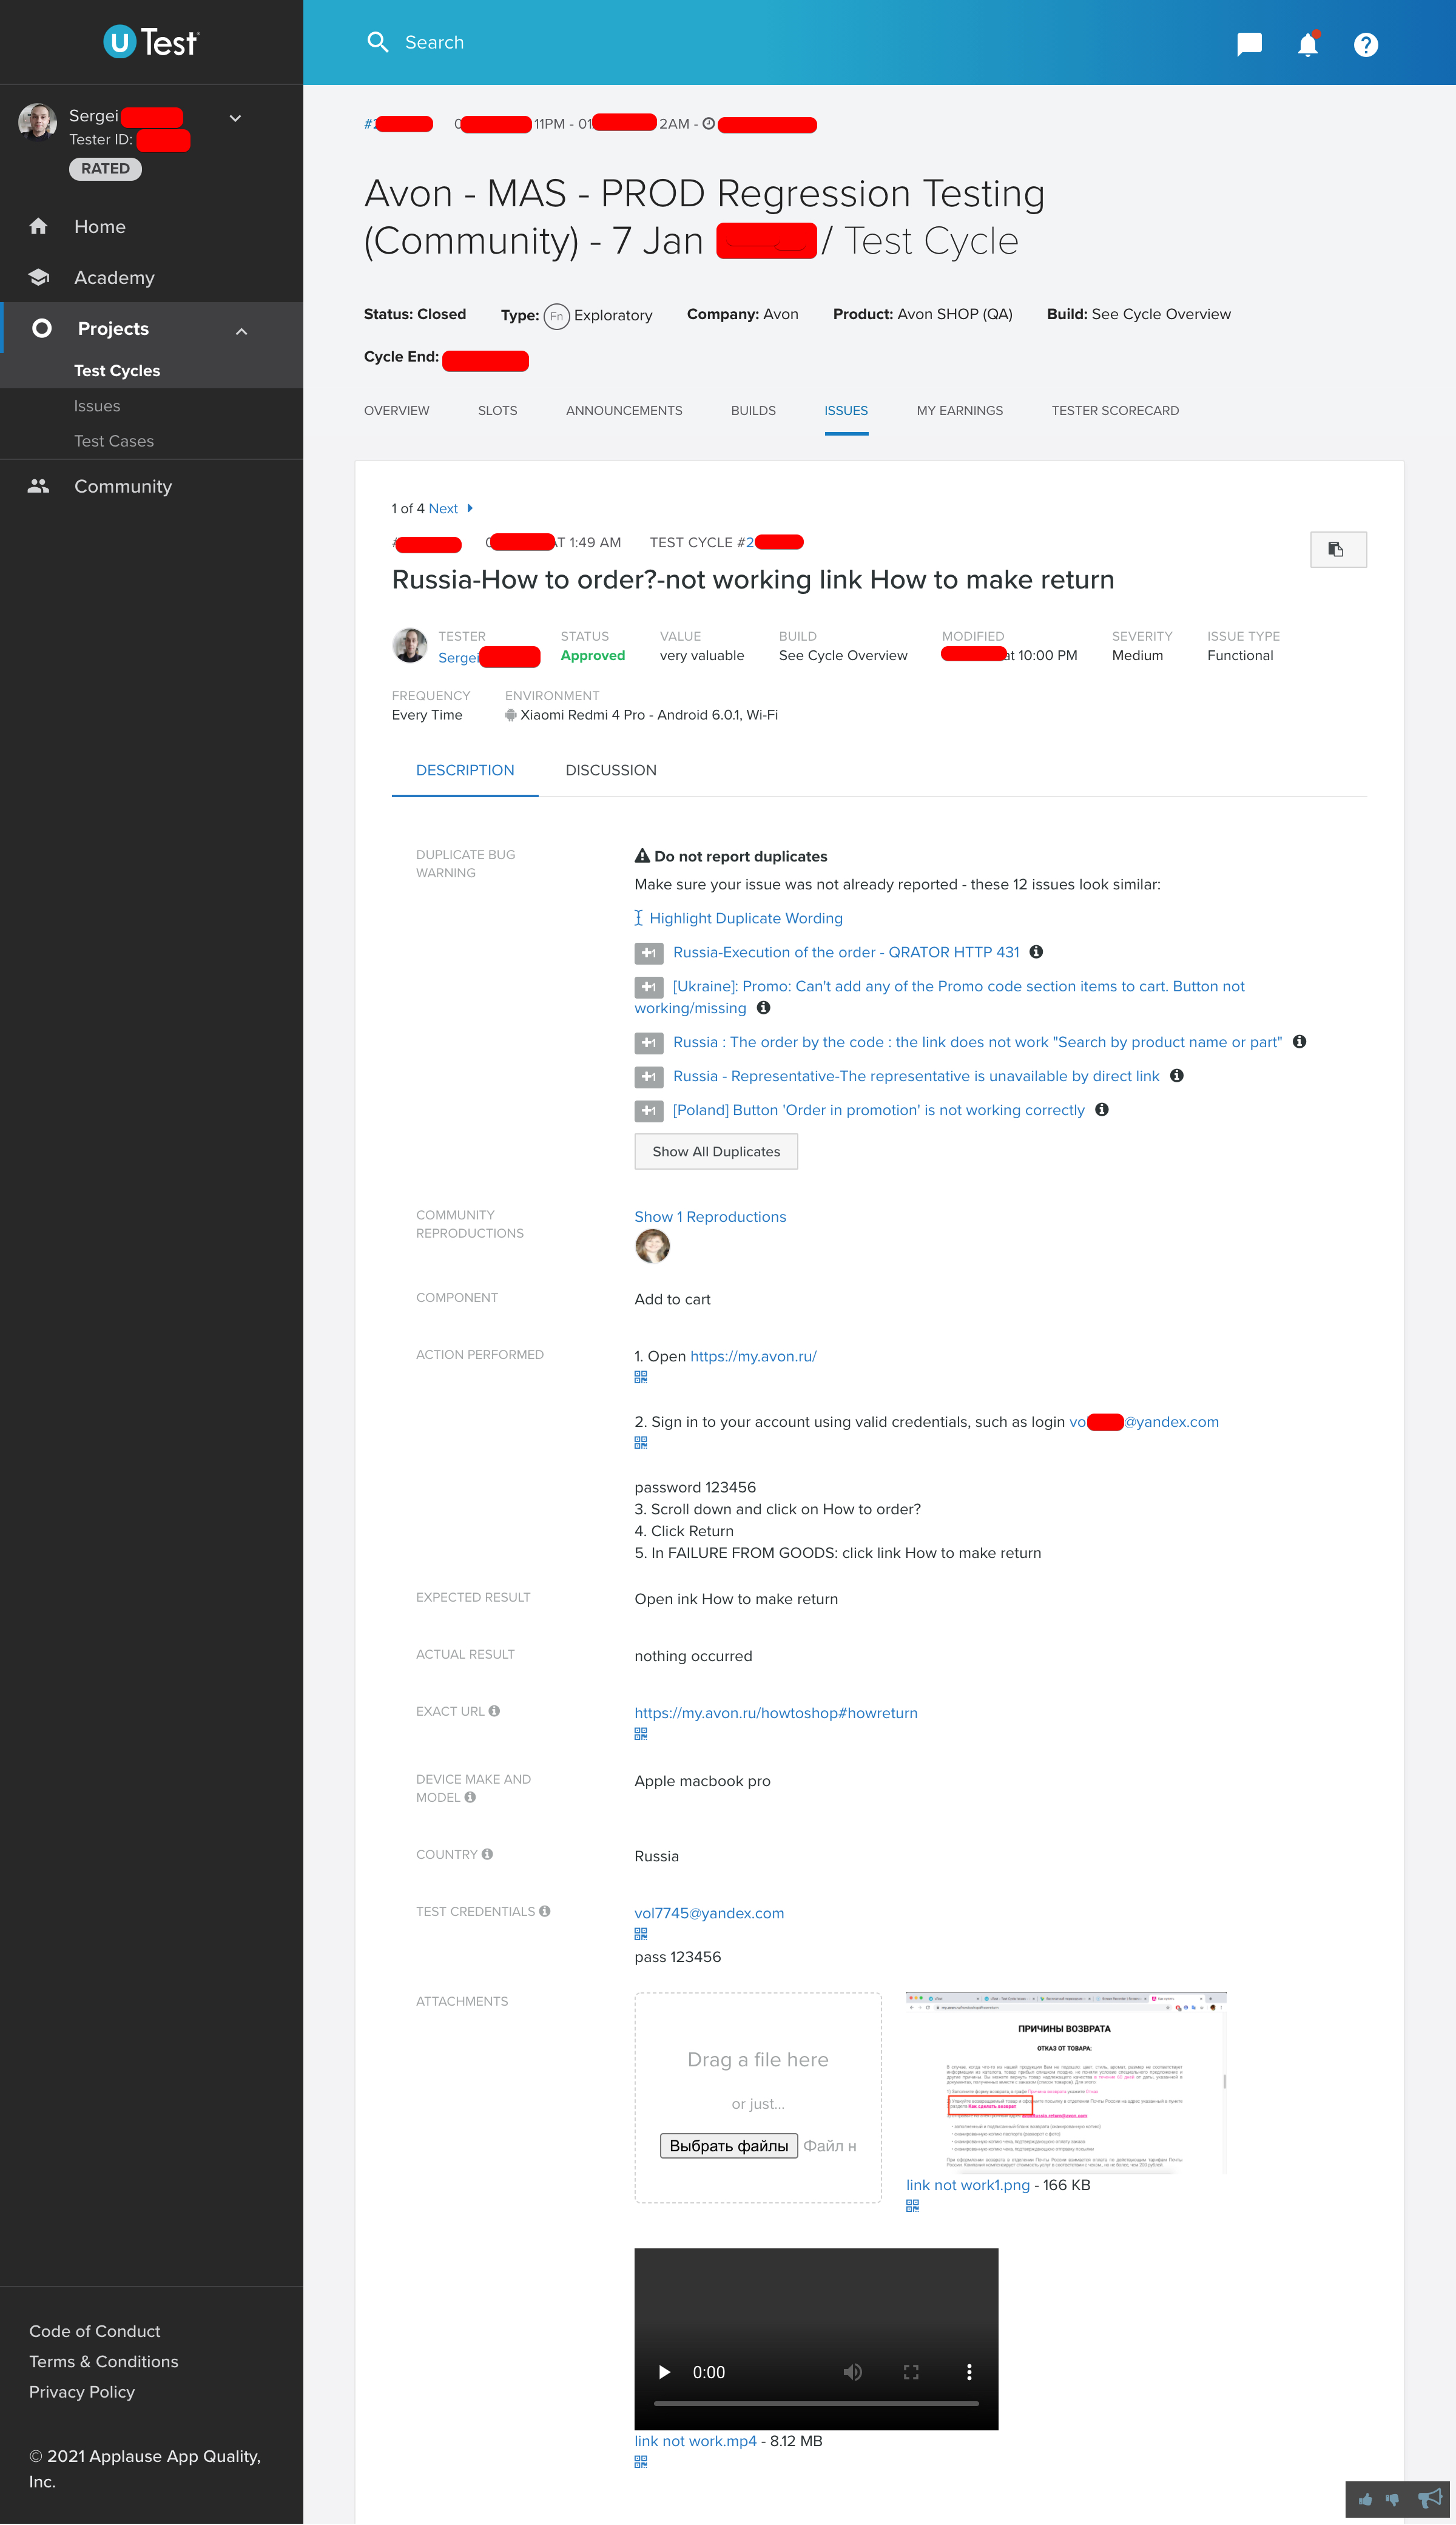 U Test
Search
Sergei
Tester ID:
RATED
Home
Academy
Projects
Test Cycles
Issues
Test Cases
Community
11PM - 01 2AM -
Avon - MAS - PROD Regression Testing
(Community) - 7 Jan / Test Cycle
Status: Closed Type: Fn Exploratory Company: Avon Product: Avon SHOP (QA) Build: See Cycle Overview
Cycle End:
OVERVIEW SLOTS ANNOUNCEMENTS BUILDS ISSUES MY EARNINGS TESTER SCORECARD
1 of 4 Next
AT 1:49 AM TEST CYCLE #2
Russia-How to order?-not working link How to make return
TESTER STATUS VALUE BUILD MODIFIED SEVERITY ISSUE TYPE
Sergei Approved very valuable See Cycle Overview at 10:00 PM Medium Functional
FREQUENCY ENVIRONMENT
Every Time Xiaomi Redmi 4 Pro - Android 6.0.1, Wi-Fi
DESCRIPTION DISCUSSION
DUPLICATE BUG
WARNING
Do not report duplicates
Make sure your issue was not already reported - these 12 issues look similar:
Highlight Duplicate Wording
+1 Russia-Execution of the order - QRATOR HTTP 431
+1 [Ukraine]: Promo: Can't add any of the Promo code section items to cart. Button not
working/missing
+1 Russia : The order by the code : the link does not work "Search by product name or part"
+1 Russia - Representative-The representative is unavailable by direct link
+1 [Poland] Button 'Order in promotion' is not working correctly
Show All Duplicates
COMMUNITY
REPRODUCTIONS
Show 1 Reproductions
COMPONENT
Add to cart
ACTION PERFORMED
1. Open https://my.avon.ru/
2. Sign in to your account using valid credentials, such as login vo @yandex.com
password 123456
3. Scroll down and click on How to order?
4. Click Return
5. In FAILURE FROM GOODS: click link How to make return
EXPECTED RESULT
Open ink How to make return
ACTUAL RESULT
nothing occurred
EXACT URL
https://my.avon.ru/howtoshop#howreturn
DEVICE MAKE AND
MODEL
Apple macbook pro
COUNTRY
Russia
TEST CREDENTIALS
vol7745@yandex.com
pass 123456
ATTACHMENTS
Drag a file here
or just...
Выбрать файлы Файл н
ПРИЧИНЫ ВОЗВРАТА
ОТКАЗ ОТ ТОВАРА:
link not work1.png - 166 KB
0:00
link not work.mp4 - 8.12 MB
Code of Conduct
Terms & Conditions
Privacy Policy
© 2021 Applause App Quality,
Inc.